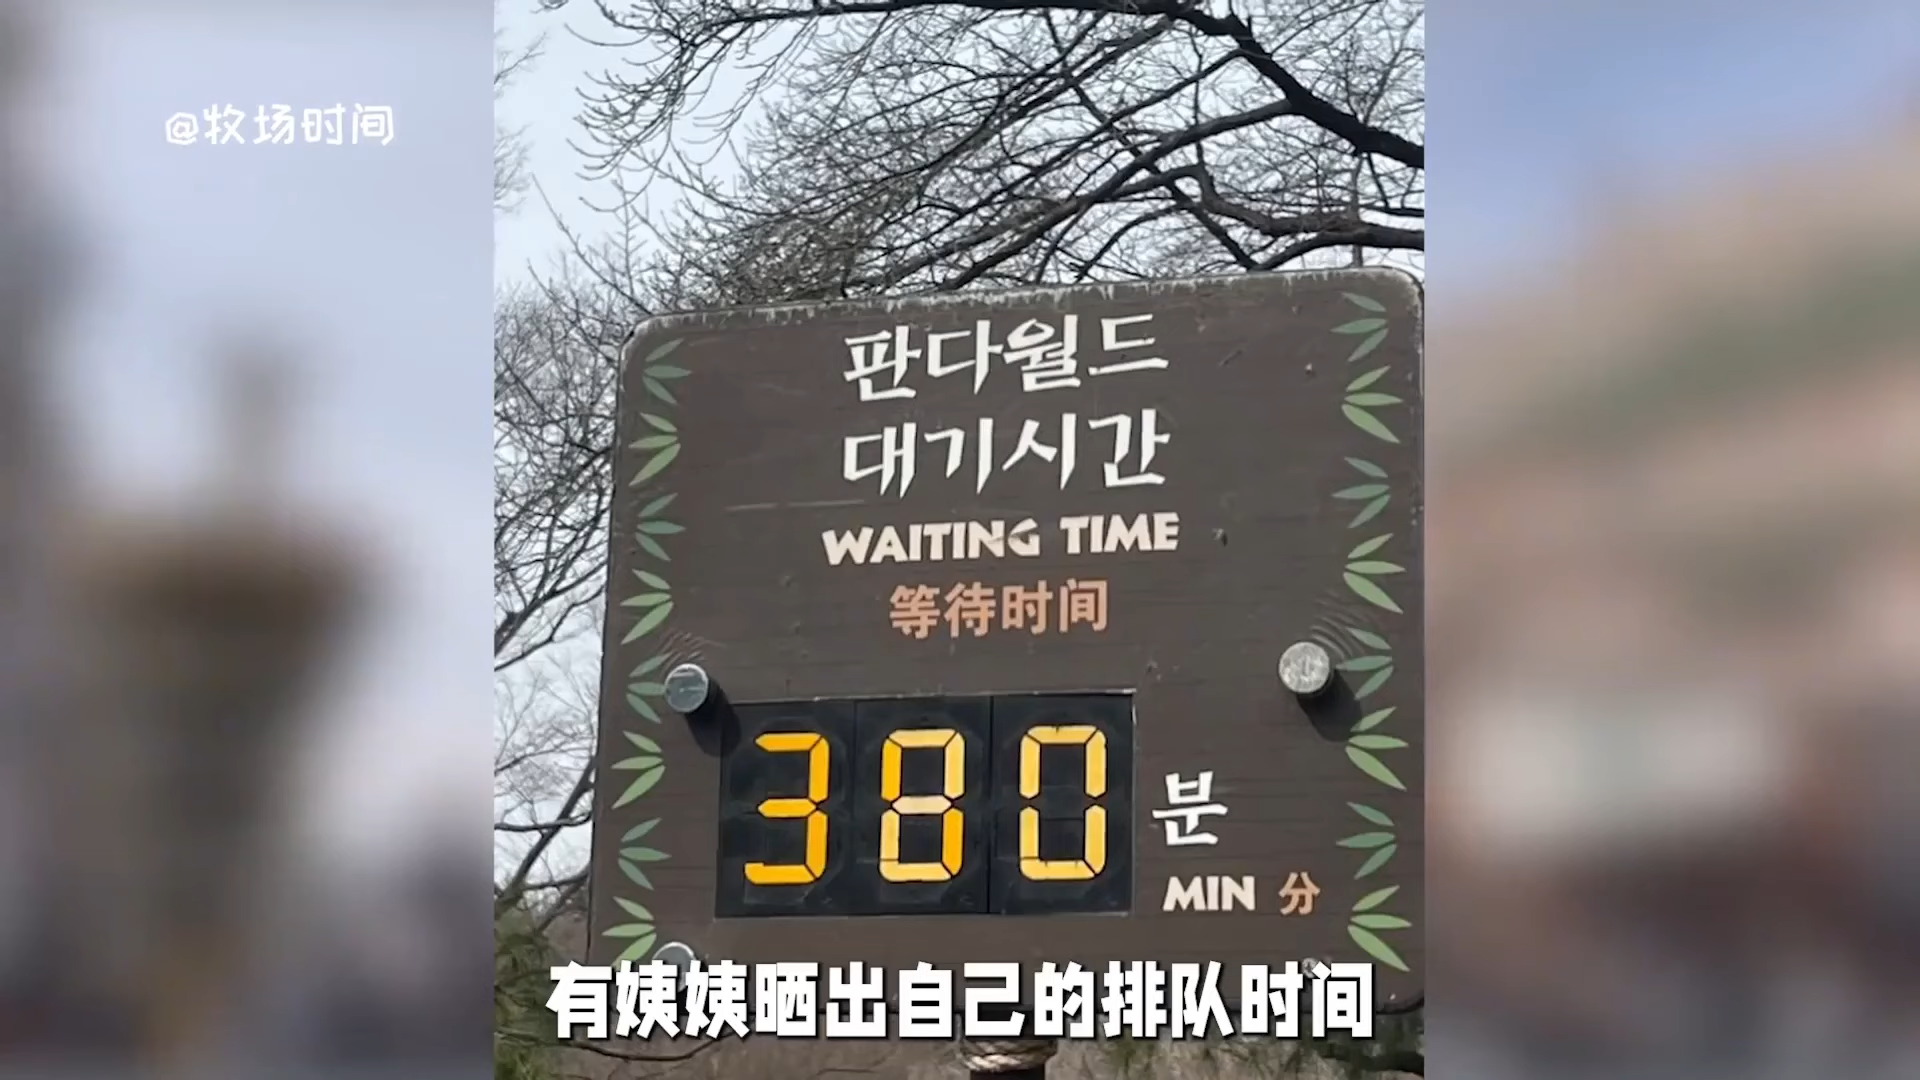 @牧场时间
판다월드
대기시간
WAITING TIME
等待时间
380 분
MIN 分
有姨姨晒出自己的排队时间